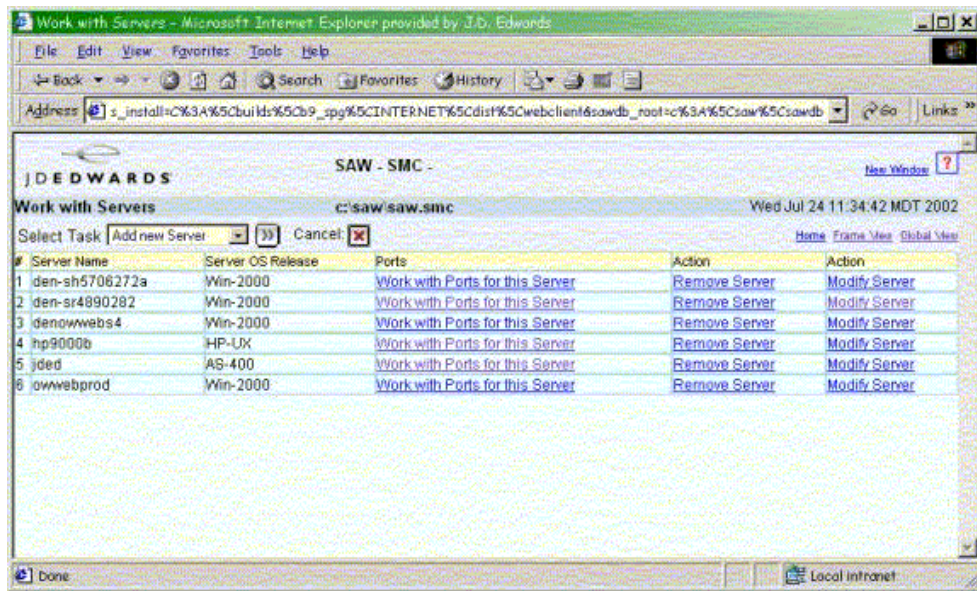 Work with Servers - Microsoft Internet Explorer provided by J.D. Edwards
File Edit View Favorites Tools Help
Back Search Favorites History
Address s_install=C%3A%5Cbuilds%5Cb9_spg%5CINTERNET%5Cdist%5Cwebclient&sawdb_root=c%3A%5Csaw%5Csawdb Go Links »
JDEDWARDS SAW - SMC - New Window ?
Work with Servers c:\saw\saw.smc Wed Jul 24 11:34:42 MDT 2002
Select Task Add new Server Cancel: Home Frame View Global View
# Server Name Server OS Release Ports Action Action
1 den-sh5706272a Win-2000 Work with Ports for this Server Remove Server Modify Server
2 den-sr4890282 Win-2000 Work with Ports for this Server Remove Server Modify Server
3 denowwebs4 Win-2000 Work with Ports for this Server Remove Server Modify Server
4 hp9000b HP-UX Work with Ports for this Server Remove Server Modify Server
5 jded AS-400 Work with Ports for this Server Remove Server Modify Server
6 owwebprod Win-2000 Work with Ports for this Server Remove Server Modify Server
Done Local intranet